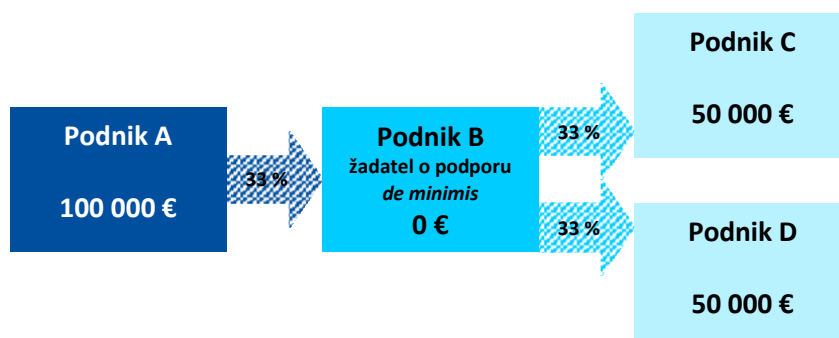 Podnik A
100 000 €
33 %
Podnik B
žadatel o podporu
de minimis
0 €
33 %
33 %
Podnik C
50 000 €
Podnik D
50 000 €